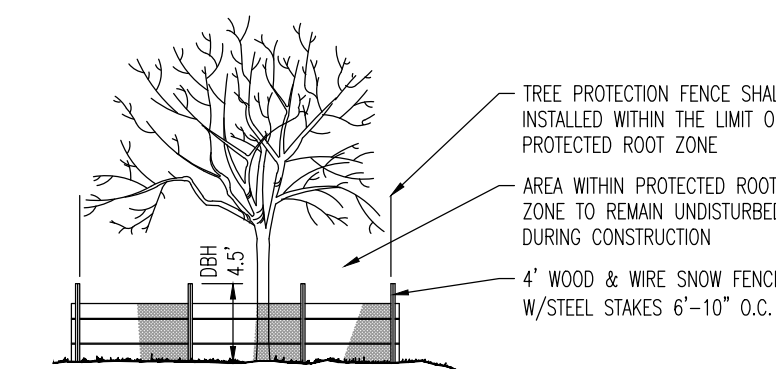 TREE PROTECTION FENCE SHAL
INSTALLED WITHIN THE LIMIT O
PROTECTED ROOT ZONE
AREA WITHIN PROTECTED ROOT
ZONE TO REMAIN UNDISTURBED
DURING CONSTRUCTION
DBH
4.5'
4' WOOD & WIRE SNOW FENC
W/STEEL STAKES 6'-10" O.C.